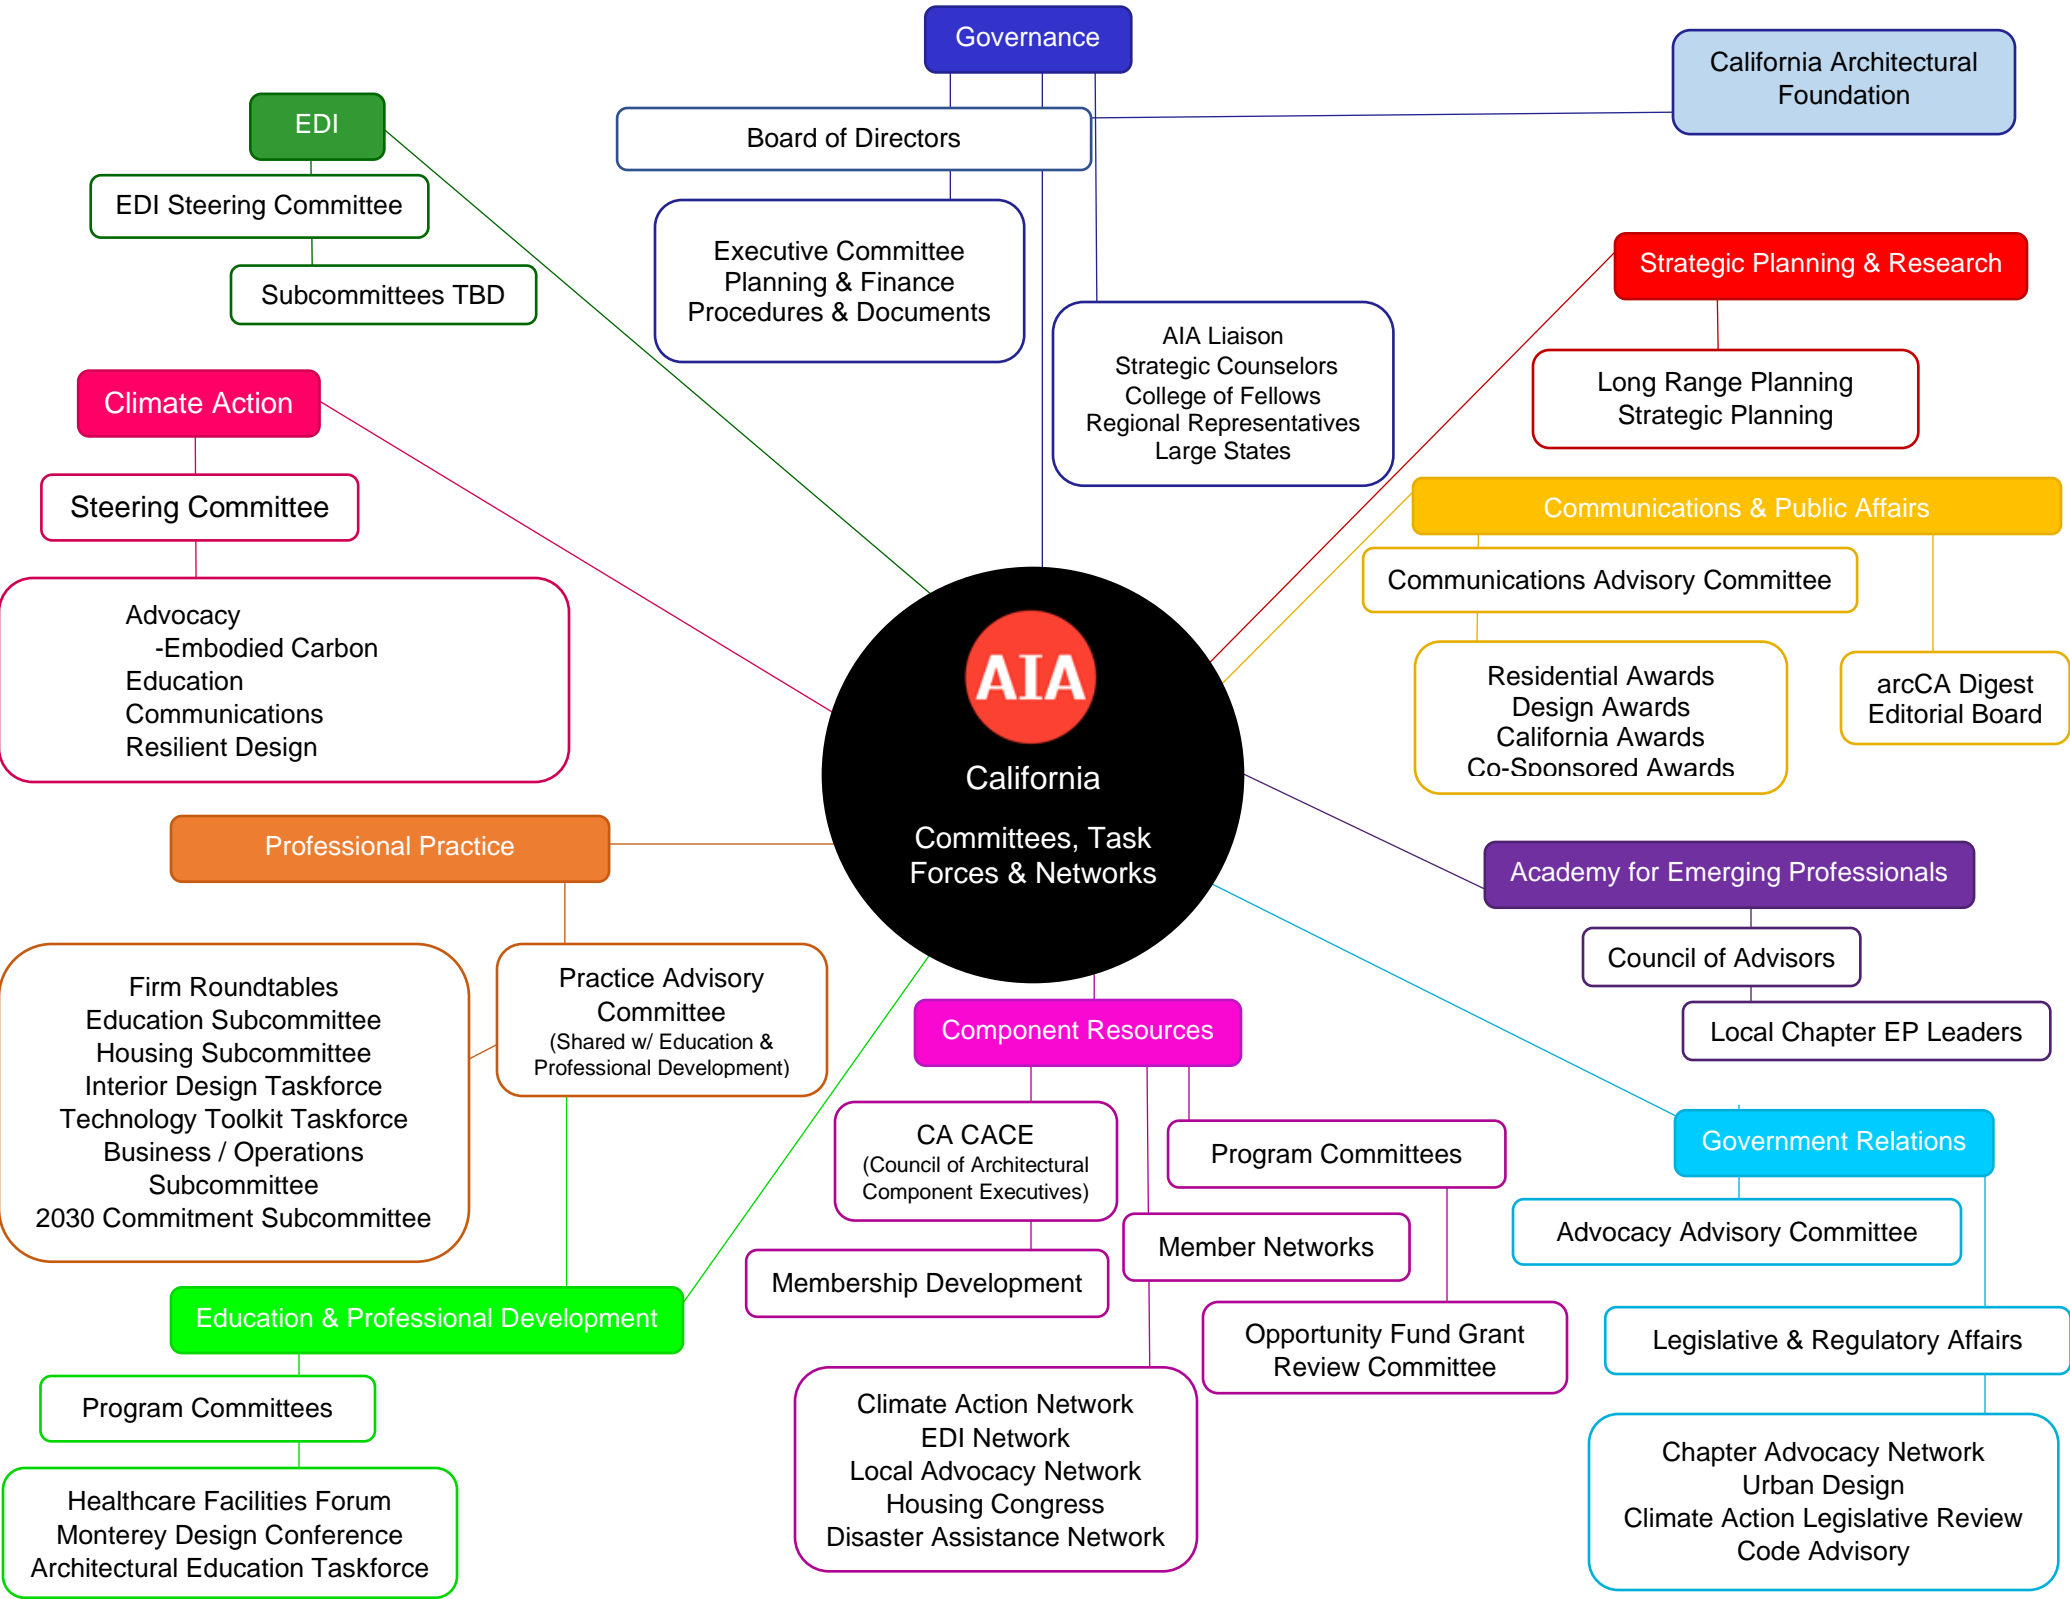 Governance
California Architectural
Foundation
EDI
Board of Directors
EDI Steering Committee
Executive Committee
Planning & Finance
Procedures & Documents
Strategic Planning & Research
Subcommittees TBD
AIA Liaison
Strategic Counselors
College of Fellows
Regional Representatives
Large States
Long Range Planning
Strategic Planning
Climate Action
Steering Committee
Communications & Public Affairs
Communications Advisory Committee
Advocacy
-Embodied Carbon
Education
Communications
Resilient Design
Residential Awards
Design Awards
California Awards
Co-Sponsored Awards
arcCA Digest
Editorial Board
AIA
California
Committees, Task
Forces & Networks
Professional Practice
Academy for Emerging Professionals
Council of Advisors
Local Chapter EP Leaders
Firm Roundtables
Education Subcommittee
Housing Subcommittee
Interior Design Taskforce
Technology Toolkit Taskforce
Business / Operations
Subcommittee
2030 Commitment Subcommittee
Practice Advisory
Committee
(Shared w/ Education &
Professional Development)
Component Resources
CA CACE
(Council of Architectural
Component Executives)
Program Committees
Government Relations
Advocacy Advisory Committee
Member Networks
Membership Development
Education & Professional Development
Opportunity Fund Grant
Review Committee
Legislative & Regulatory Affairs
Program Committees
Climate Action Network
EDI Network
Local Advocacy Network
Housing Congress
Disaster Assistance Network
Chapter Advocacy Network
Urban Design
Climate Action Legislative Review
Code Advisory
Healthcare Facilities Forum
Monterey Design Conference
Architectural Education Taskforce